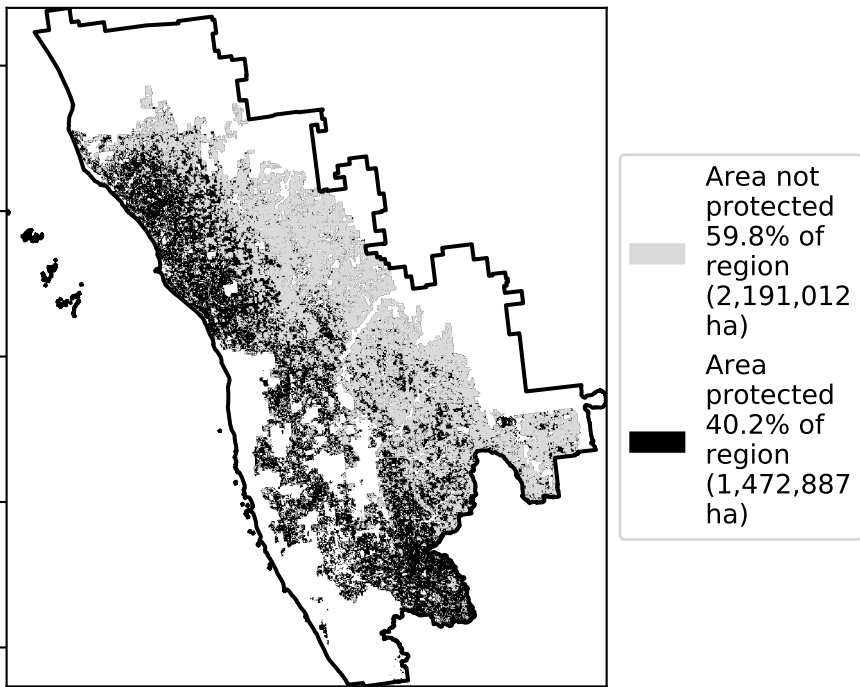 Area not
protected
59.8% of
region
(2,191,012
ha)
Area
protected
40.2% of
region
(1,472,887
ha)